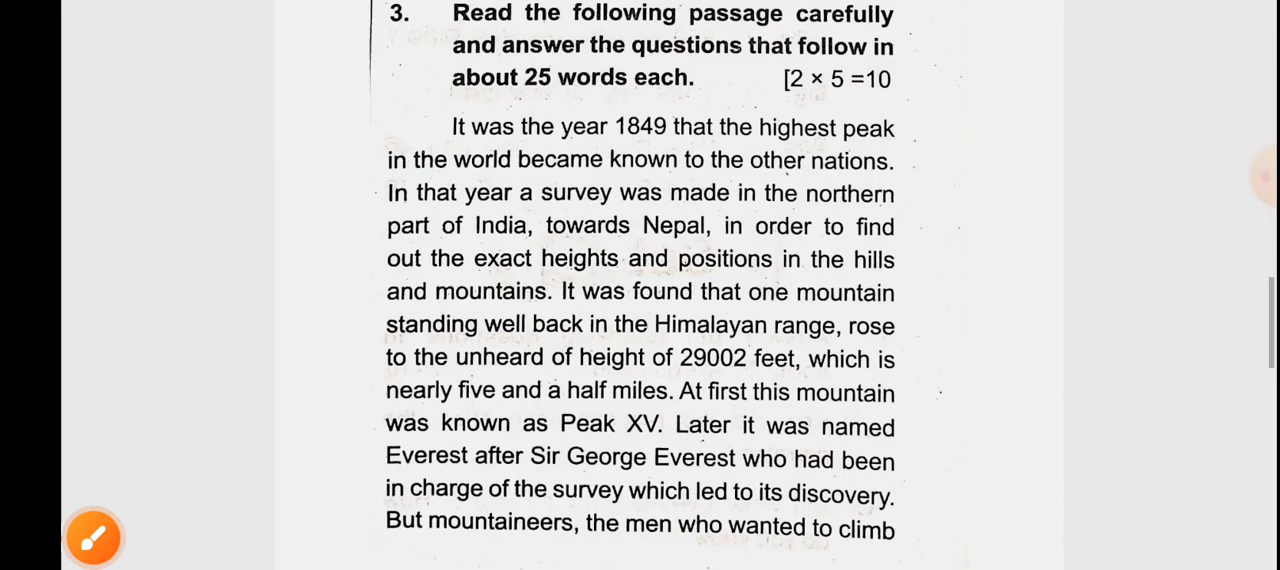 3. Read the following passage carefully
and answer the questions that follow in
about 25 words each. [2 × 5 =10
It was the year 1849 that the highest peak
in the world became known to the other nations.
In that year a survey was made in the northern
part of India, towards Nepal, in order to find
out the exact heights and positions in the hills
and mountains. It was found that one mountain
standing well back in the Himalayan range, rose
to the unheard of height of 29002 feet, which is
nearly five and a half miles. At first this mountain
was known as Peak XV. Later it was named
Everest after Sir George Everest who had been
in charge of the survey which led to its discovery.
But mountaineers, the men who wanted to climb